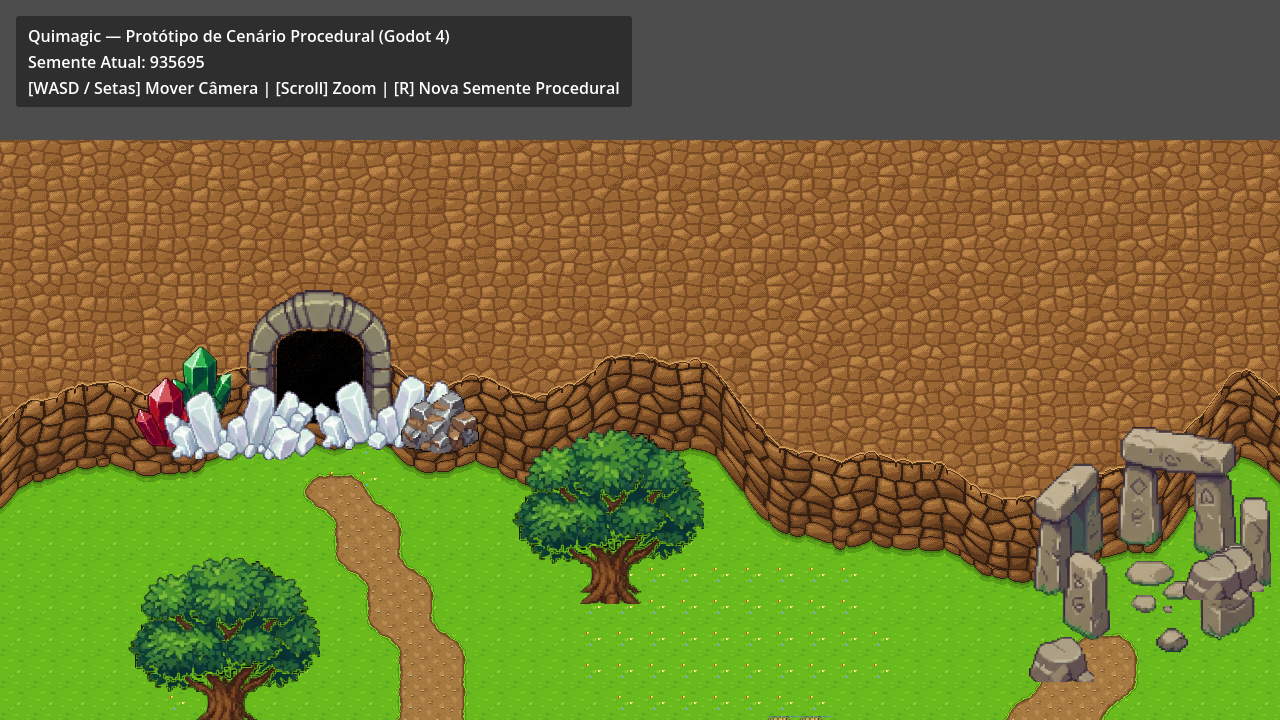 Quimagic — Protótipo de Cenário Procedural (Godot 4)
Semente Atual: 935695
[WASD / Setas] Mover Câmera | [Scroll] Zoom | [R] Nova Semente Procedural